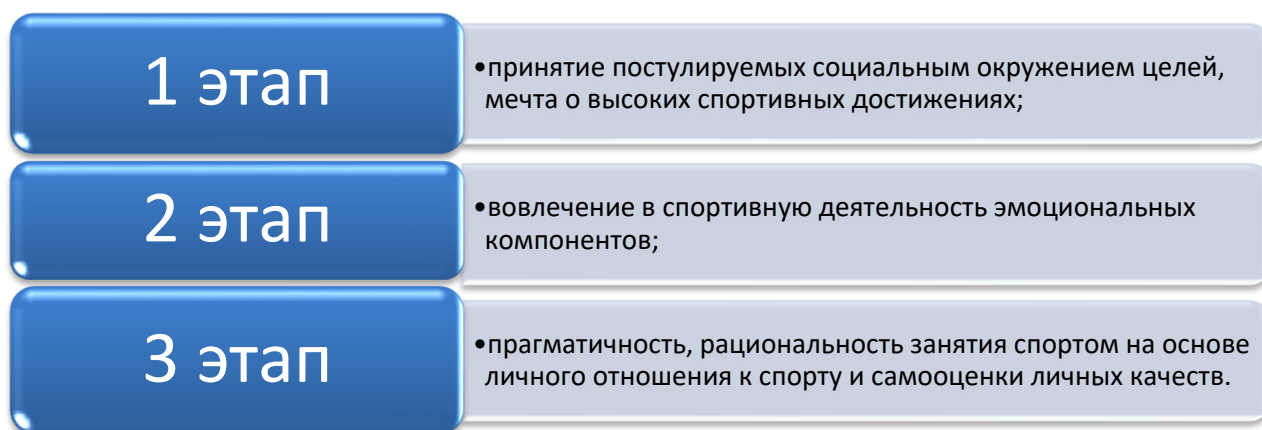 1 этап
•принятие постулируемых социальным окружением целей,
мечта о высоких спортивных достижениях;
2 этап
•вовлечение в спортивную деятельность эмоциональных
компонентов;
3 этап
•прагматичность, рациональность занятия спортом на основе
личного отношения к спорту и самооценки личных качеств.